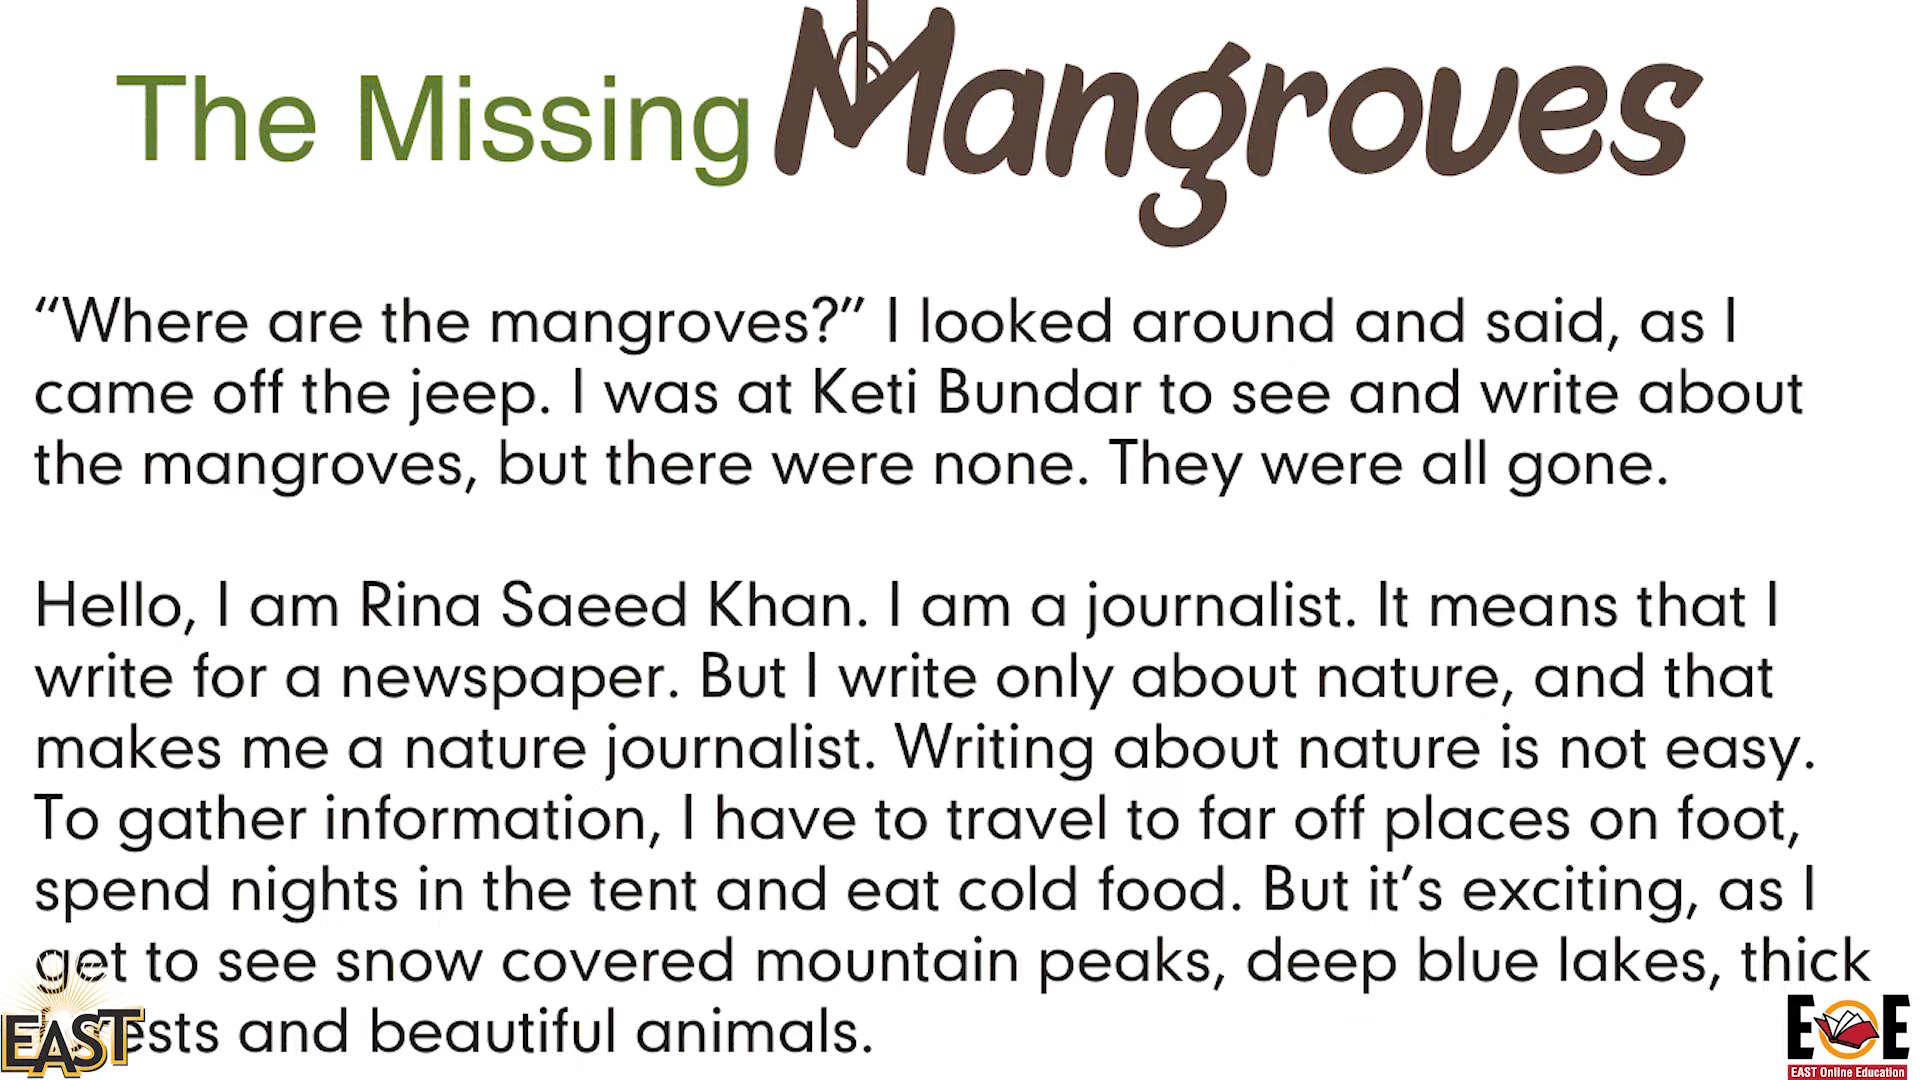 The Missing Mangroves
“Where are the mangroves?” I looked around and said, as I
came off the jeep. I was at Keti Bundar to see and write about
the mangroves, but there were none. They were all gone.
Hello, I am Rina Saeed Khan. I am a journalist. It means that I
write for a newspaper. But I write only about nature, and that
makes me a nature journalist. Writing about nature is not easy.
To gather information, I have to travel to far off places on foot,
spend nights in the tent and eat cold food. But it’s exciting, as I
get to see snow covered mountain peaks, deep blue lakes, thick
and beautiful animals.
EAST
EOE
EAST Online Education